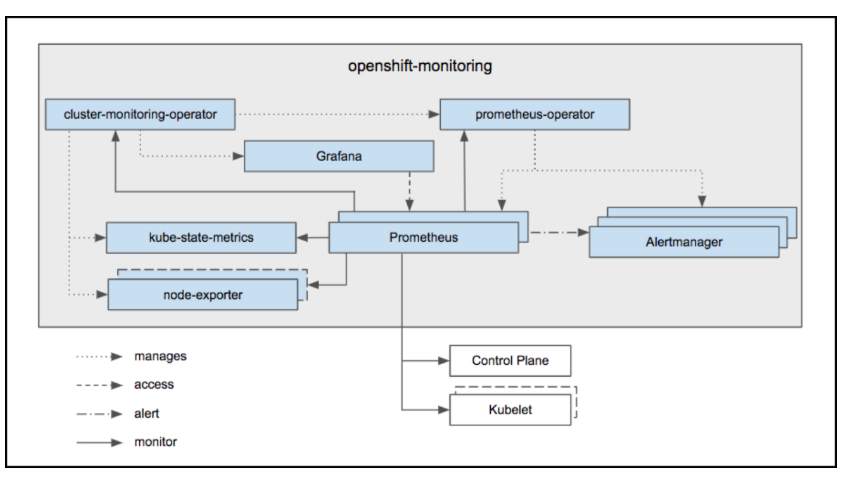 openshift-monitoring
cluster-monitoring-operator
prometheus-operator
Grafana
kube-state-metrics
Prometheus
Alertmanager
node-exporter
manages
access
alert
monitor
Control Plane
Kubelet